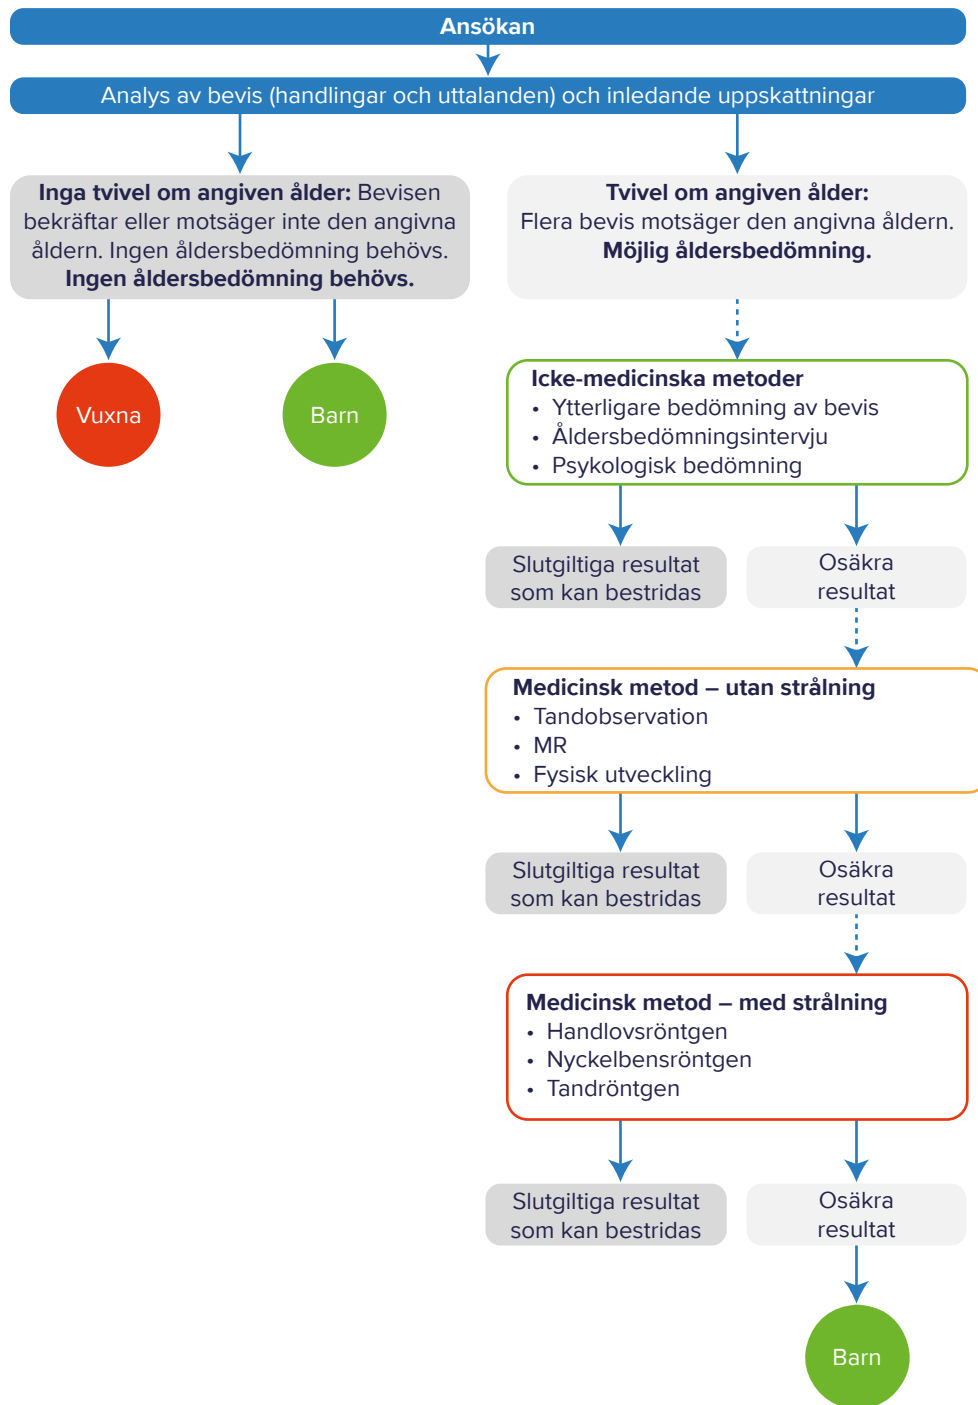 Ansökan
Analys av bevis (handlingar och uttalanden) och inledande uppskattningar
Inga tvivel om angiven ålder: Bevisen
bekräftar eller motsäger inte den angivna
åldern. Ingen åldersbedömning behövs.
Ingen åldersbedömning behövs.
Tvivel om angiven ålder:
Flera bevis motsäger den angivna åldern.
Möjlig åldersbedömning.
Vuxna
Barn
Icke-medicinska metoder
• Ytterligare bedömning av bevis
• Åldersbedömningsintervju
• Psykologisk bedömning
Slutgiltiga resultat
som kan bestridas
Osäkra
resultat
Medicinsk metod – utan strålning
• Tandobservation
• MR
• Fysisk utveckling
Slutgiltiga resultat
som kan bestridas
Osäkra
resultat
Medicinsk metod – med strålning
• Handlovsröntgen
• Nyckelbensröntgen
• Tandröntgen
Slutgiltiga resultat
som kan bestridas
Osäkra
resultat
Barn